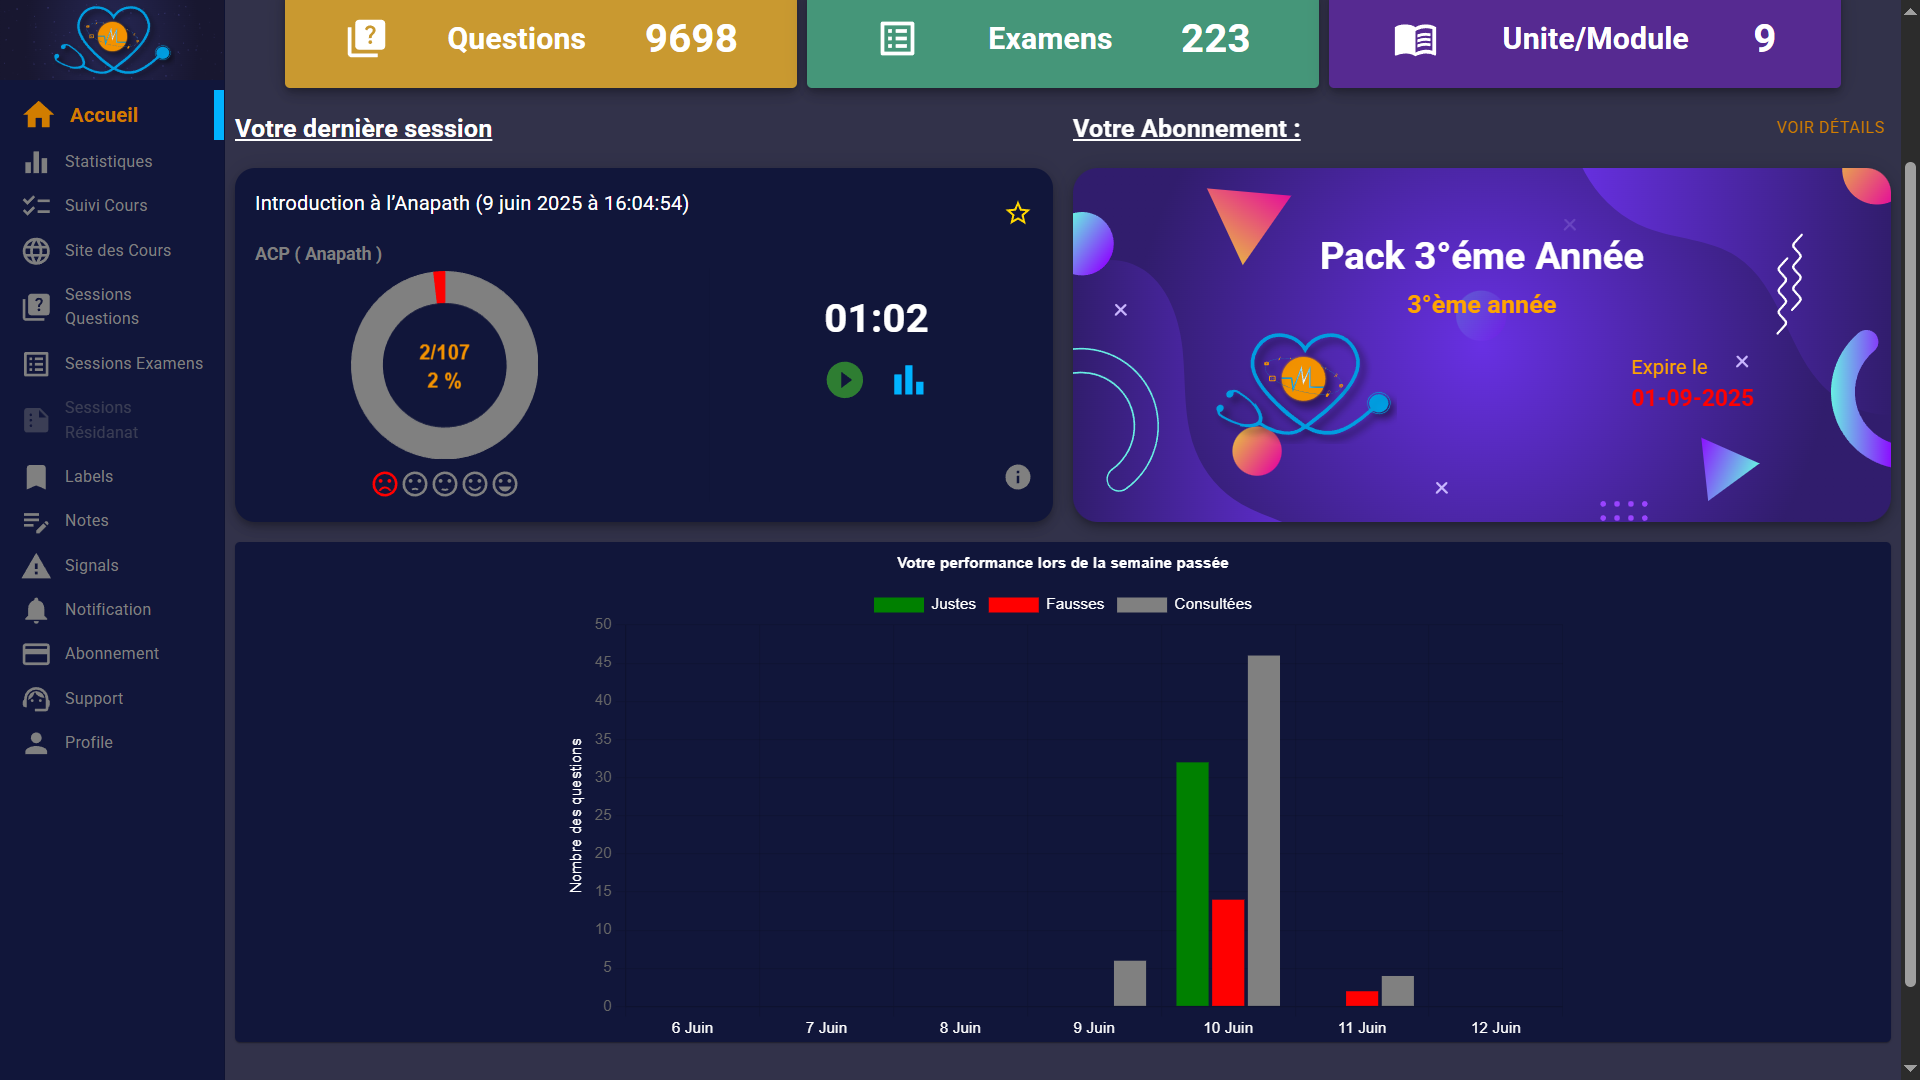 Questions 9698
Examens 223
Unite/Module 9
Accueil
Statistiques
Suivi Cours
Site des Cours
Sessions
Questions
Sessions Examens
Sessions
Résidanat
Labels
Notes
Signals
Notification
Abonnement
Support
Profile
Votre dernière session
Introduction à l’Anapath (9 juin 2025 à 16:04:54)
ACP ( Anapath )
2/107
2 %
01:02
Votre Abonnement :
VOIR DÉTAILS
Pack 3°éme Année
3°ème année
Expire le
01-09-2025
Votre performance lors de la semaine passée
Justes Fausses Consultées
Nombre des questions
50
45
40
35
30
25
20
15
10
5
0
6 Juin 7 Juin 8 Juin 9 Juin 10 Juin 11 Juin 12 Juin